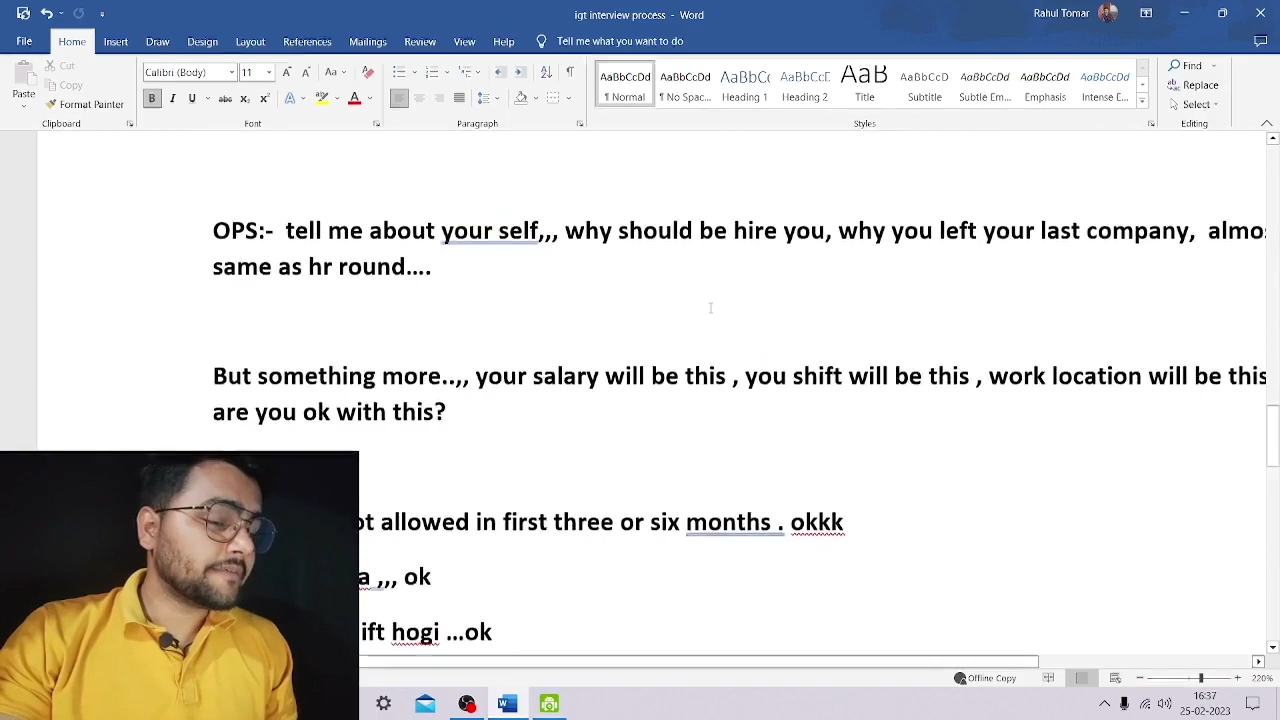 igt interview process - Word
Rahul Tomar
File Home Insert Draw Design Layout References Mailings Review View Help Tell me what you want to do
Paste Cut Copy Format Painter
Clipboard
Calibri (Body) 11
Font
Paragraph
AaBbCcDd ¶ Normal
AaBbCcDd ¶ No Spac...
AaBbCc Heading 1
AaBbCcD Heading 2
AaB Title
AaBbCcD Subtitle
AaBbCcDd Subtle Em...
AaBbCcDd Emphasis
AaBbCcDd Intense E...
Styles
Find
Replace
Select
Editing
OPS:- tell me about your self,,, why should be hire you, why you left your last company, almo
same as hr round....
But something more..,, your salary will be this , you shift will be this , work location will be this
are you ok with this?
ot allowed in first three or six months . okkk
a ,,, ok
ift hogi ...ok
Offline Copy 220%
25-02-2023